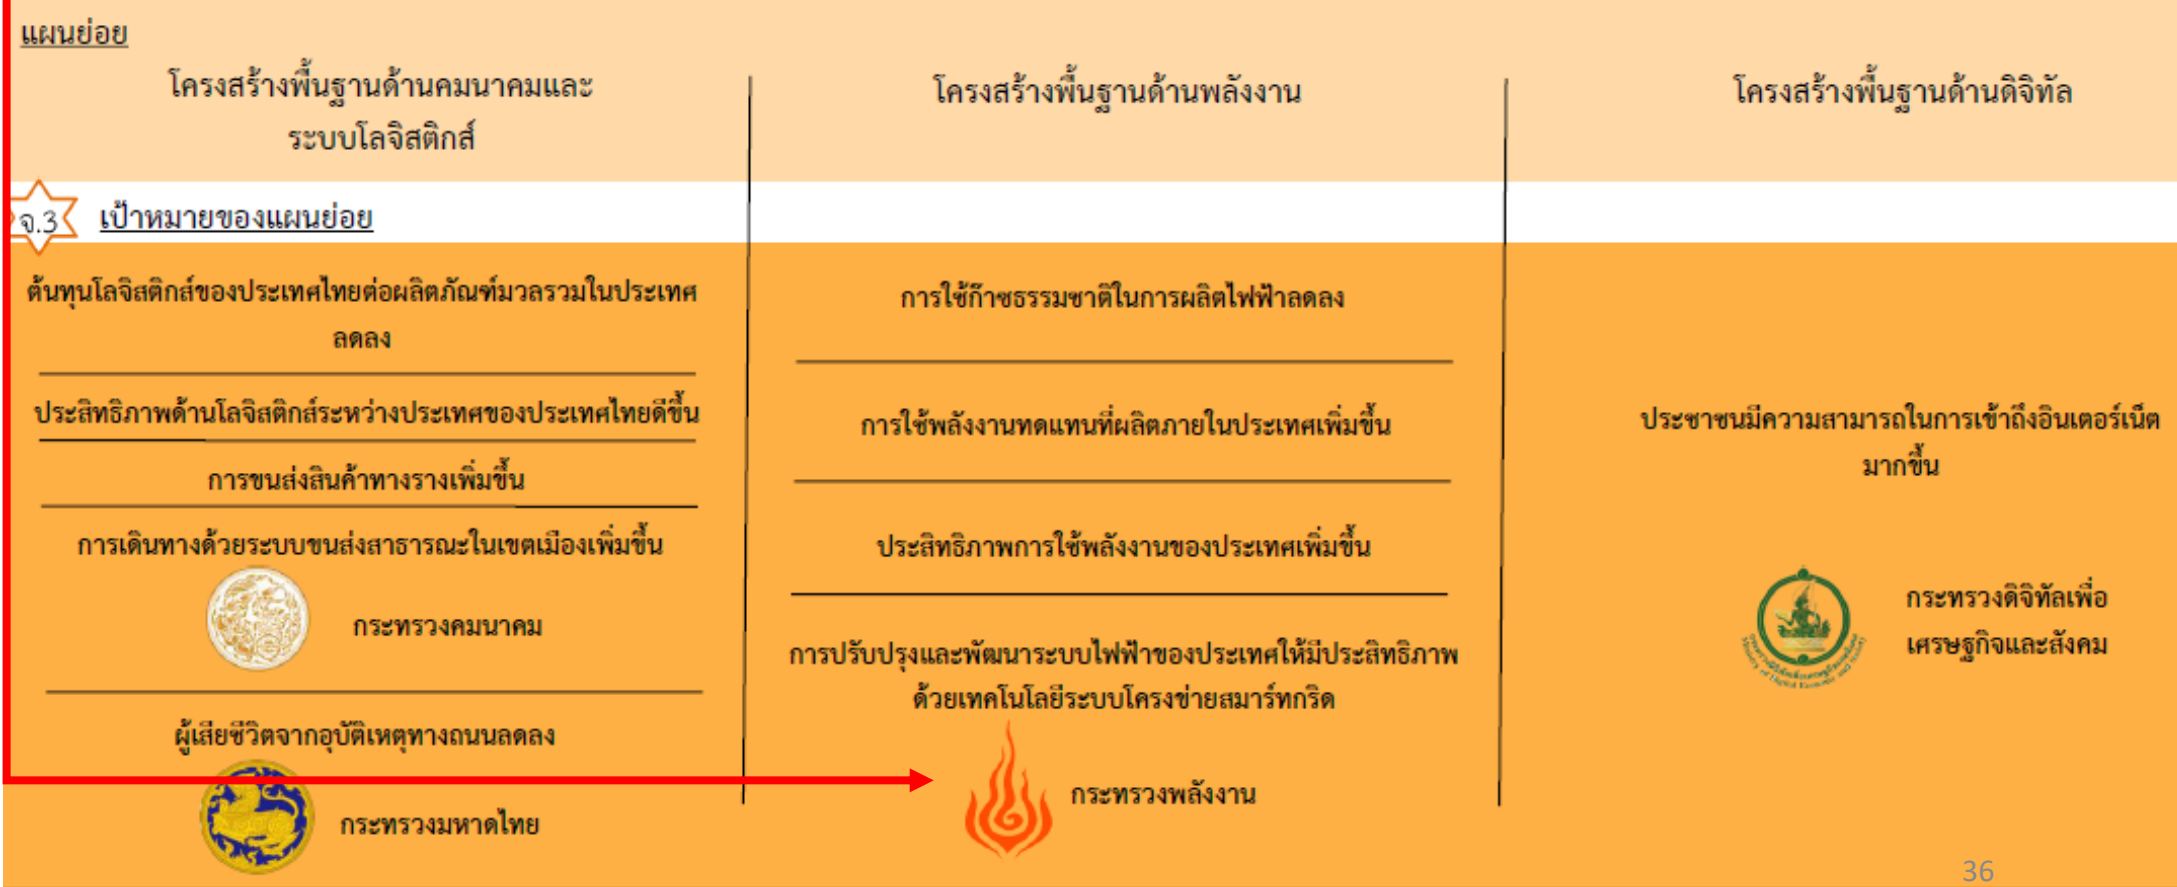 แผนย่อย
โครงสร้างพื้นฐานด้านคมนาคมและ
ระบบโลจิสติกส์
โครงสร้างพื้นฐานด้านพลังงาน
โครงสร้างพื้นฐานด้านดิจิทัล
จ.3
เป้าหมายของแผนย่อย
ต้นทุนโลจิสติกส์ของประเทศไทยต่อผลิตภัณฑ์มวลรวมในประเทศ
ลดลง
ประสิทธิภาพด้านโลจิสติกส์ระหว่างประเทศของประเทศไทยดีขึ้น
การขนส่งสินค้าทางรางเพิ่มขึ้น
การเดินทางด้วยระบบขนส่งสาธารณะในเขตเมืองเพิ่มขึ้น
กระทรวงคมนาคม
ผู้เสียชีวิตจากอุบัติเหตุทางถนนลดลง
กระทรวงมหาดไทย
การใช้ก๊าซธรรมชาติในการผลิตไฟฟ้าลดลง
การใช้พลังงานทดแทนที่ผลิตภายในประเทศเพิ่มขึ้น
ประสิทธิภาพการใช้พลังงานของประเทศเพิ่มขึ้น
การปรับปรุงและพัฒนาระบบไฟฟ้าของประเทศให้มีประสิทธิภาพ
ด้วยเทคโนโลยีระบบโครงข่ายสมาร์ทกริด
กระทรวงพลังงาน
ประชาชนมีความสามารถในการเข้าถึงอินเตอร์เน็ต
มากขึ้น
กระทรวงดิจิทัลเพื่อ
เศรษฐกิจและสังคม
36